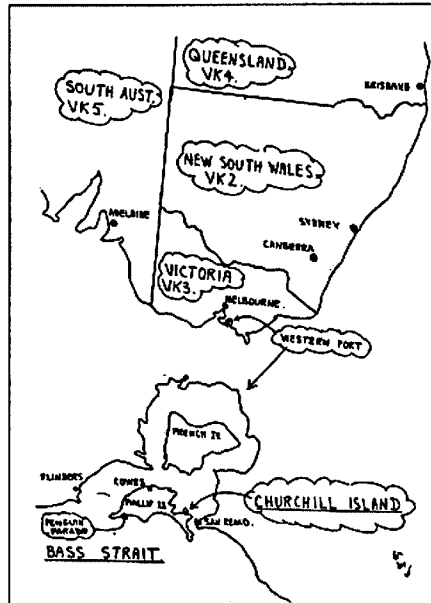 QUEENSLAND
VK4.
BRISBANE
SOUTH AUST.
VK5.
NEW SOUTH WALES
VK2.
ADELAIDE
SYDNEY
CANBERRA
VICTORIA
VK3.
MELBOURNE.
WESTERN PORT
FRENCH IS
FLINDERS
COWES
PHILLIP IS
CHURCHILL ISLAND
SAN REMO.
PENGUIN
PARADE
BASS STRAIT.